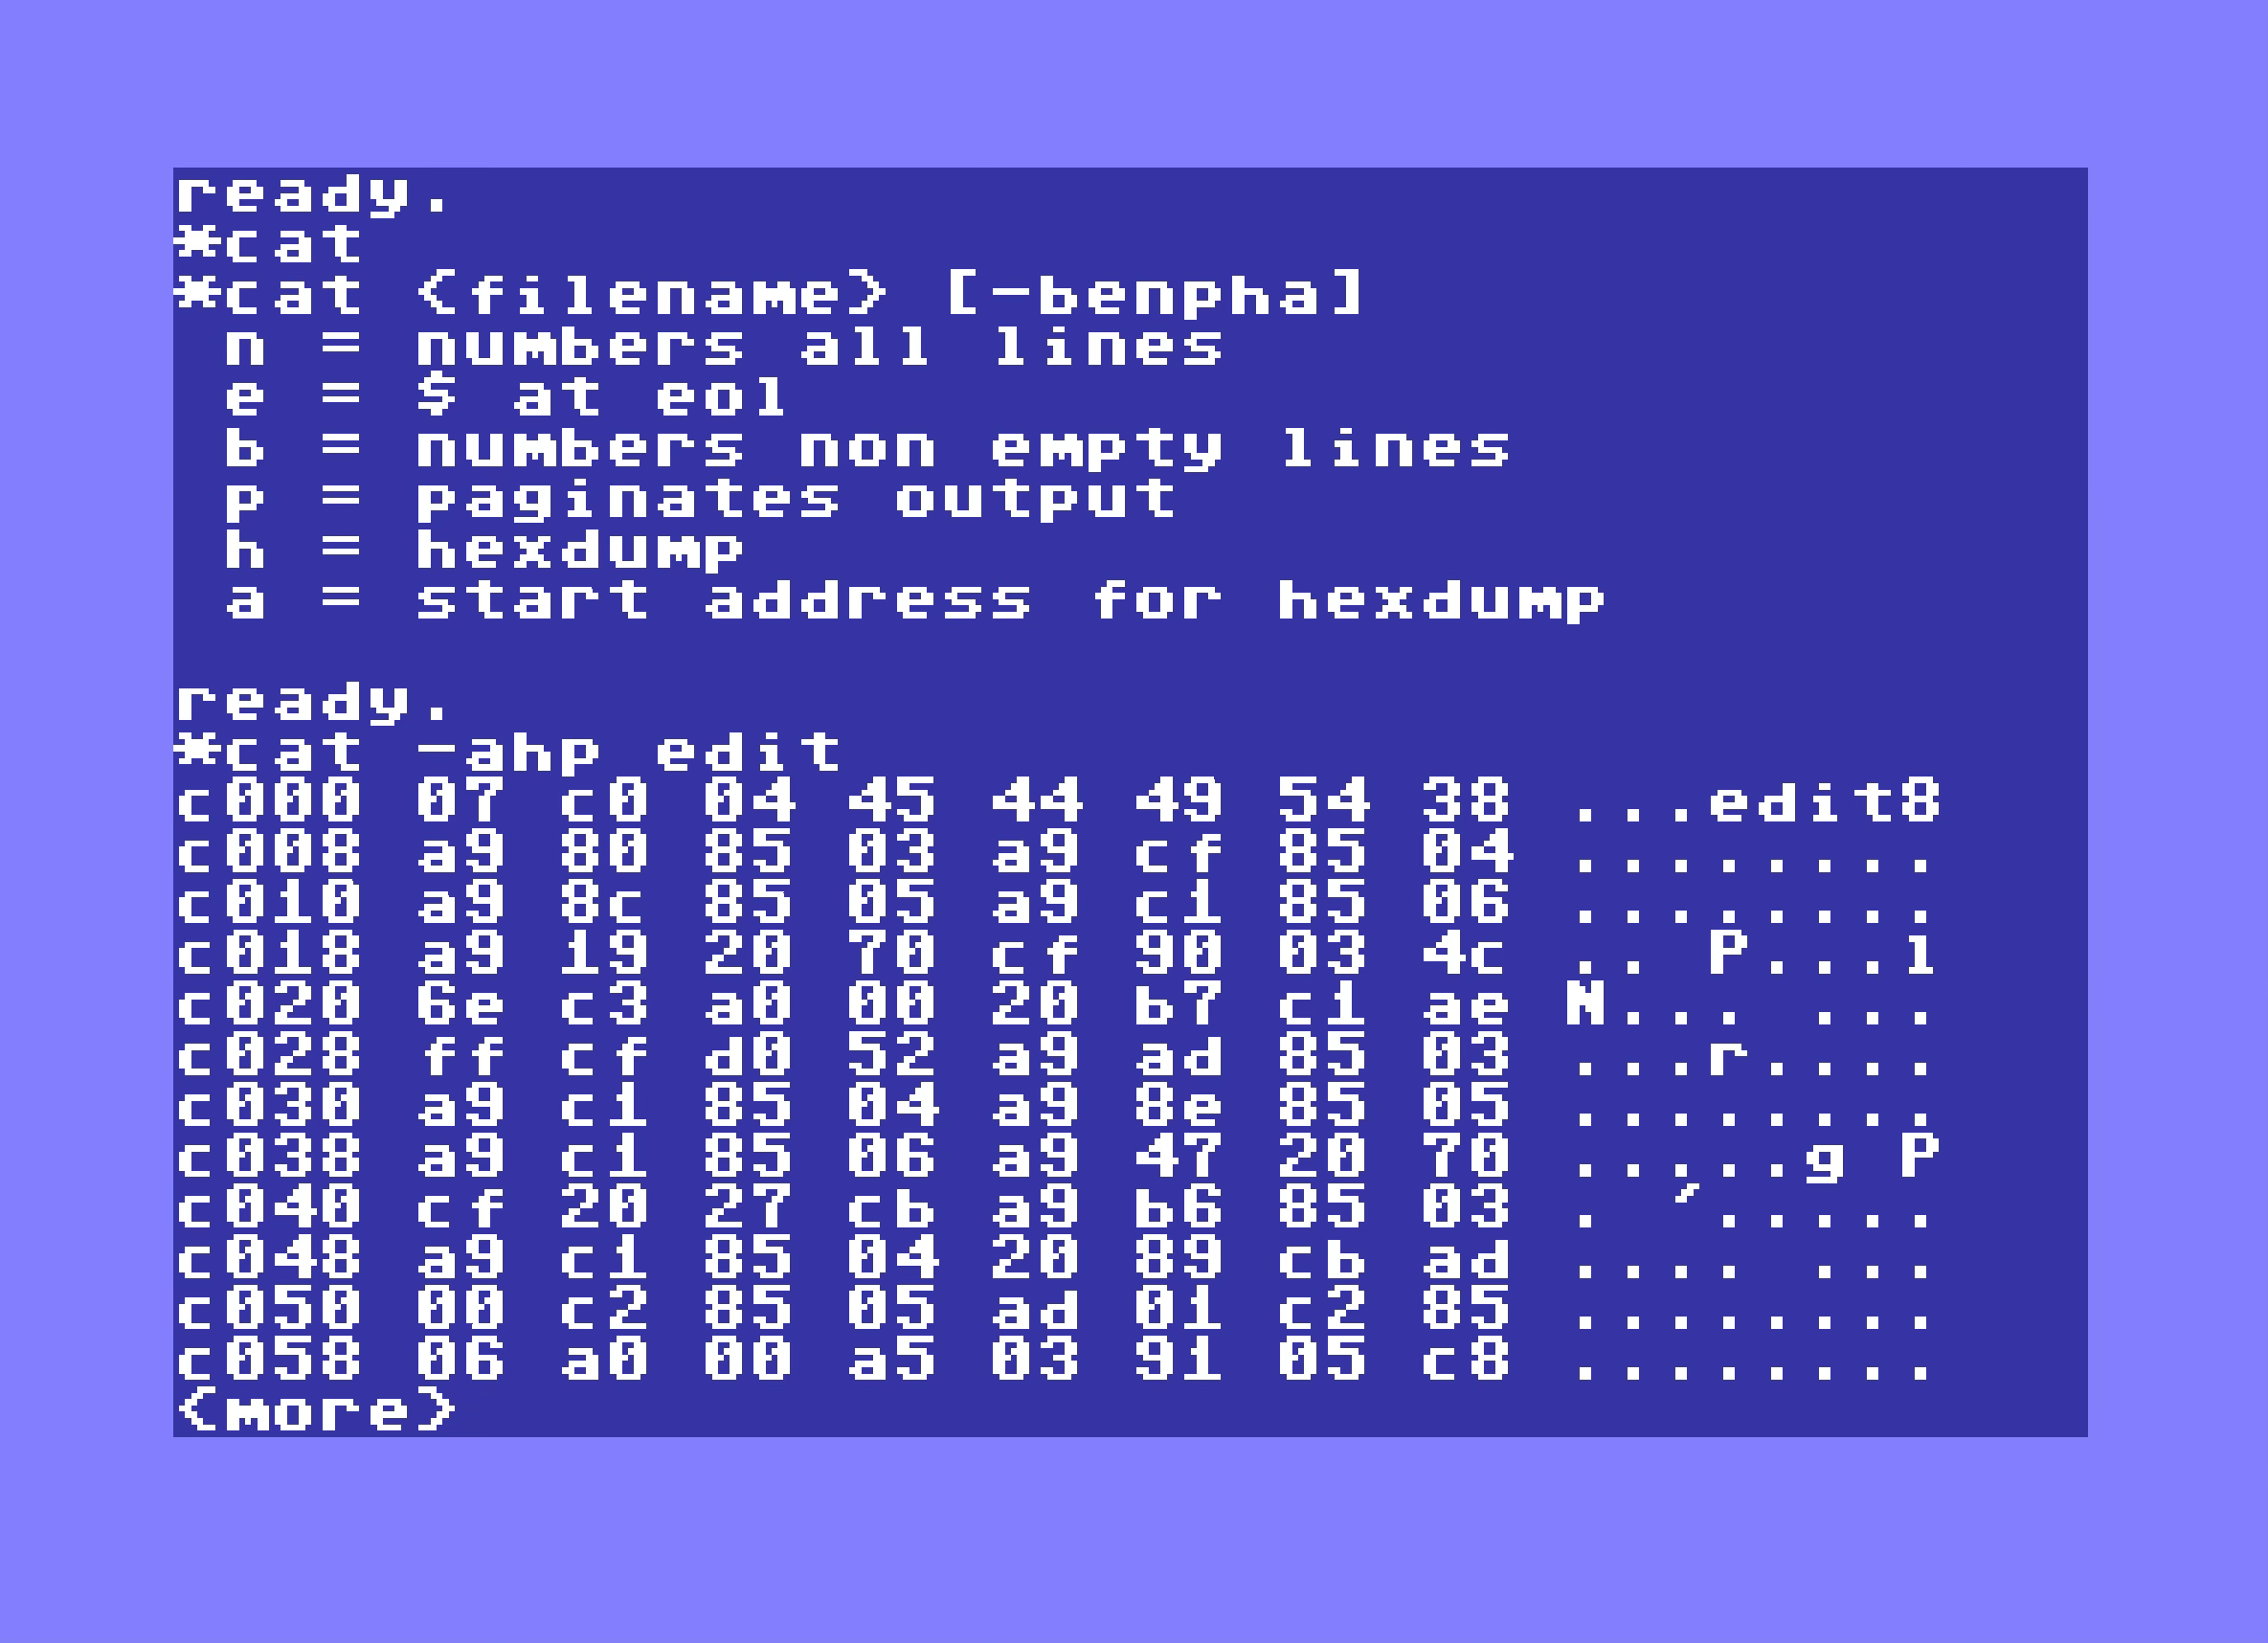 ready.
*cat
*cat <filename> [-benpha]
 n = numbers all lines
 e = $ at eol
 b = numbers non empty lines
 p = paginates output
 h = hexdump
 a = start address for hexdump

ready.
*cat -ahp edit
c000 07 c0 04 45 44 49 54 38 ...edit8
c008 a9 80 85 03 a9 cf 85 04 ........
c010 a9 8c 85 05 a9 c1 85 06 ........
c018 a9 19 20 70 cf 90 03 4c .. P...l
c020 6e c3 a0 00 20 b7 c1 ae N... ...
c028 ff cf d0 52 a9 ad 85 03 ...r....
c030 a9 c1 85 04 a9 8e 85 05 ........
c038 a9 c1 85 06 a9 47 20 70 .....g P
c040 cf 20 27 cb a9 b6 85 03 . '.....
c048 a9 c1 85 04 20 89 cb ad .... ...
c050 00 c2 85 05 ad 01 c2 85 ........
c058 06 a0 00 a5 03 91 05 c8 ........
<more>